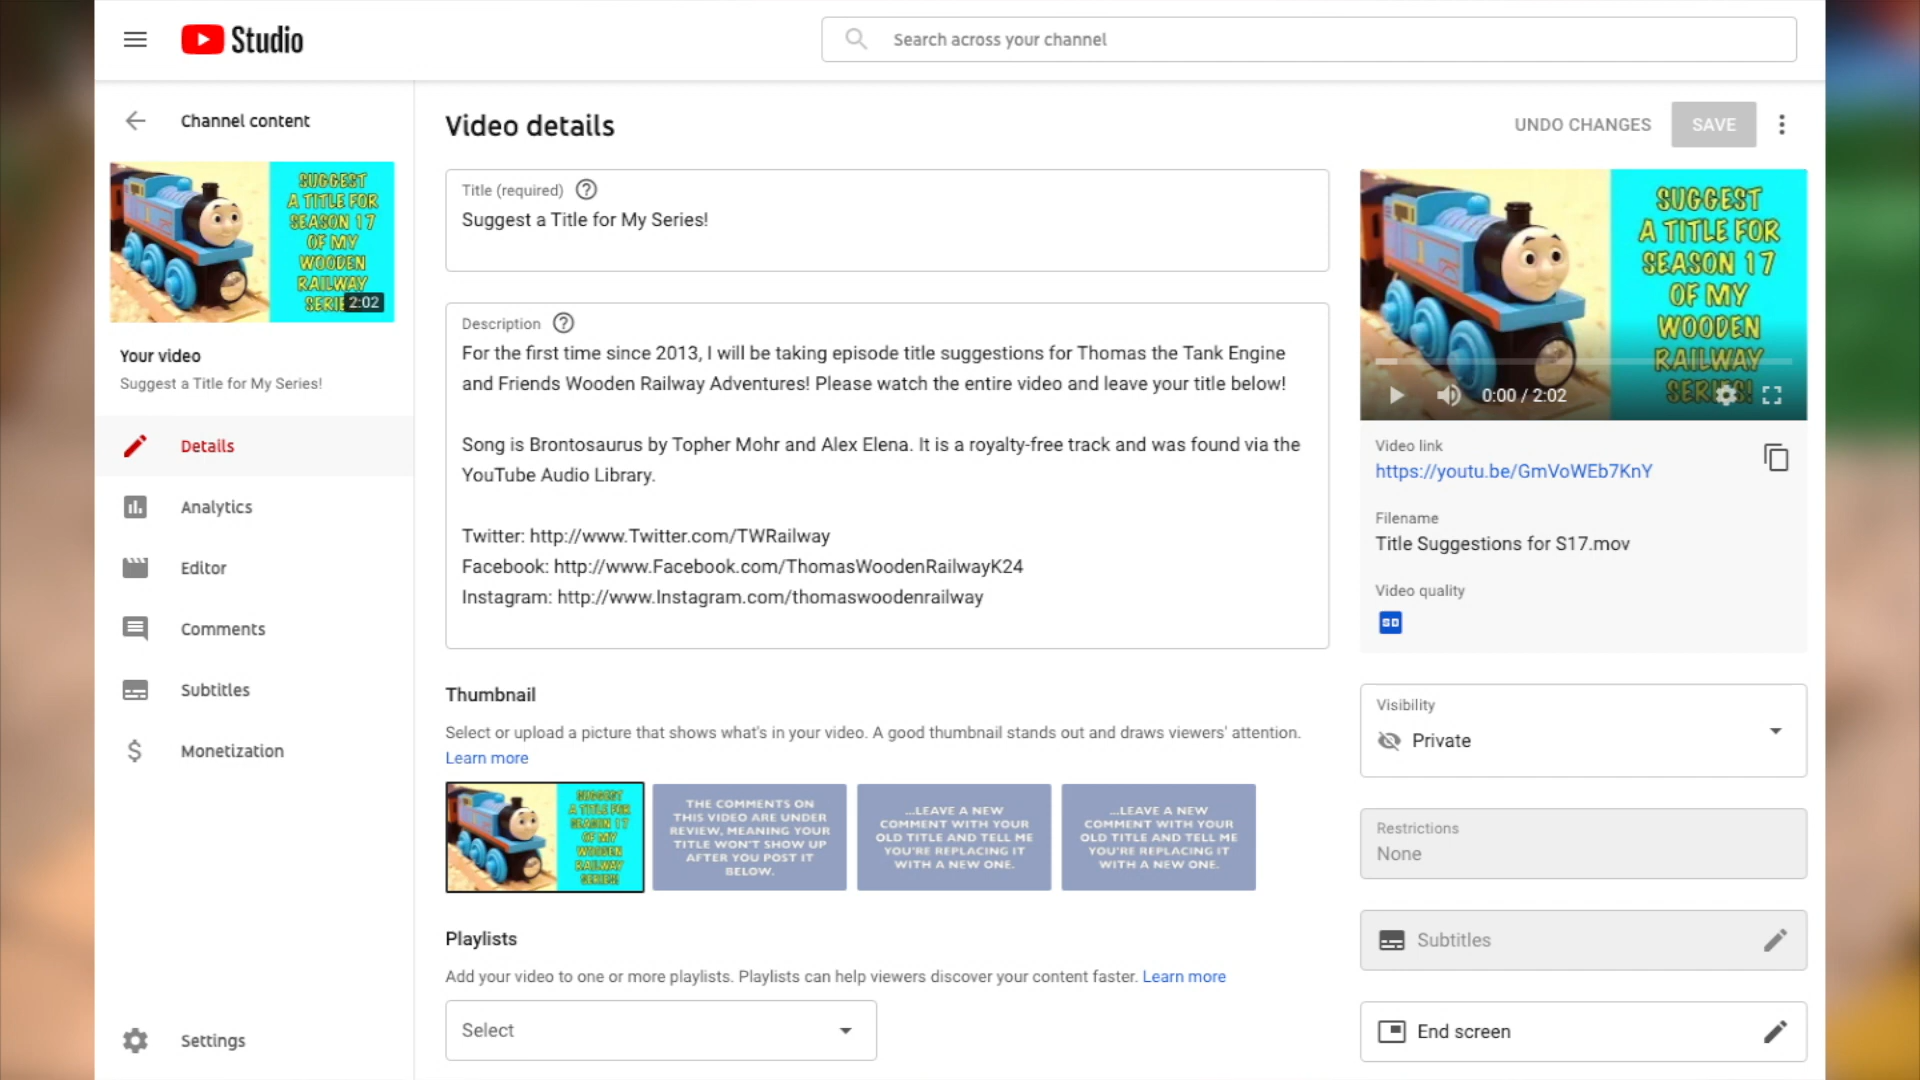 Studio
Search across your channel
Channel content
SUGGEST
A TITLE FOR
SEASON 17
OF MY
WOODEN
RAILWAY
2:02
Your video
Suggest a Title for My Series!
Details
Analytics
Editor
Comments
Subtitles
Monetization
Settings
Video details
UNDO CHANGES
SAVE
Title (required)
Suggest a Title for My Series!
Description
For the first time since 2013, I will be taking episode title suggestions for Thomas the Tank Engine
and Friends Wooden Railway Adventures! Please watch the entire video and leave your title below!
Song is Brontosaurus by Topher Mohr and Alex Elena. It is a royalty-free track and was found via the
YouTube Audio Library.
Twitter: http://www.Twitter.com/TWRailway
Facebook: http://www.Facebook.com/ThomasWoodenRailwayK24
Instagram: http://www.Instagram.com/thomaswoodenrailway
Thumbnail
Select or upload a picture that shows what's in your video. A good thumbnail stands out and draws viewers' attention.
Learn more
SUGGEST
A TITLE FOR
SEASON 17
OF MY
WOODEN
RAILWAY
SERIES!
THE COMMENTS ON
THIS VIDEO ARE UNDER
REVIEW, MEANING YOUR
TITLE WON'T SHOW UP
AFTER YOU POST IT
BELOW.
...LEAVE A NEW
COMMENT WITH YOUR
OLD TITLE AND TELL ME
YOU'RE REPLACING IT
WITH A NEW ONE.
...LEAVE A NEW
COMMENT WITH YOUR
OLD TITLE AND TELL ME
YOU'RE REPLACING IT
WITH A NEW ONE.
Playlists
Add your video to one or more playlists. Playlists can help viewers discover your content faster. Learn more
Select
SUGGEST
A TITLE FOR
SEASON 17
OF MY
WOODEN
RAILWAY
SERIES!
0:00 / 2:02
Video link
https://youtu.be/GmVoWEb7KnY
Filename
Title Suggestions for S17.mov
Video quality
SD
Visibility
Private
Restrictions
None
Subtitles
End screen